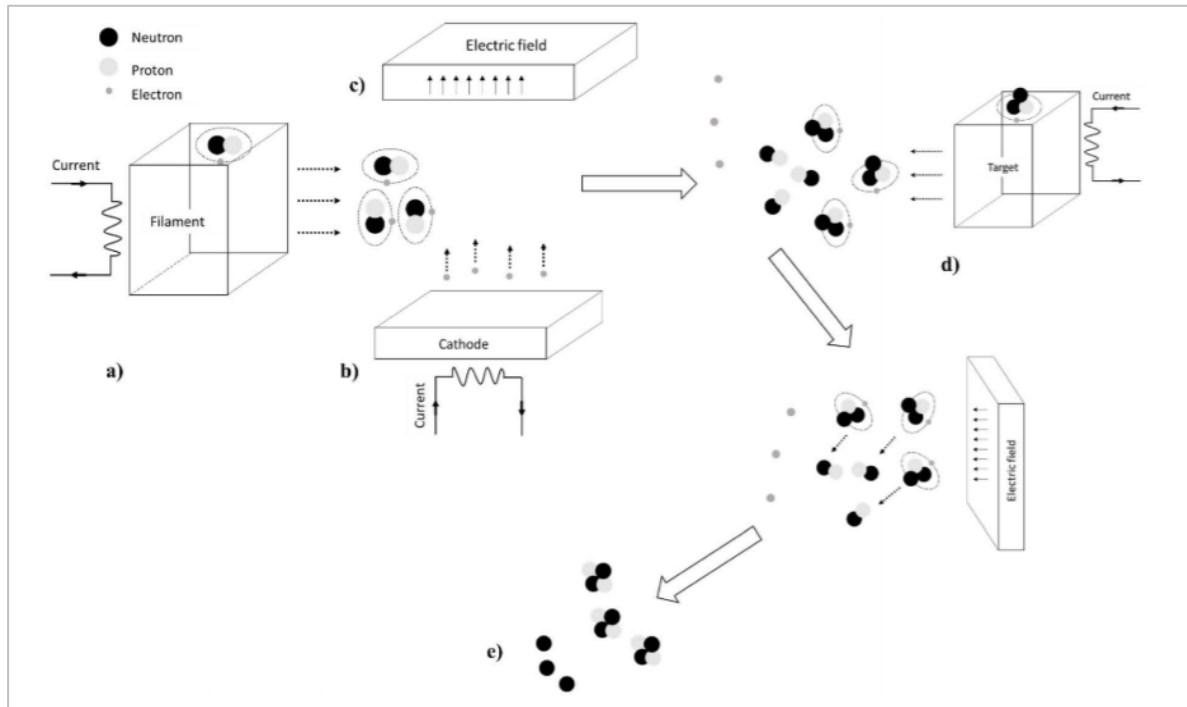 Neutron
Proton
Electron
c)
Electric field
Current
Filament
a)
b)
Cathode
Current
Current
Target
d)
Electric field
e)